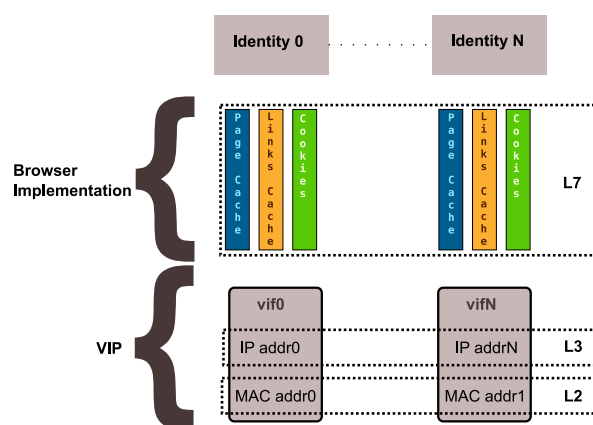 Identity 0
Identity N
Browser
Implementation
Page Cache
Links Cache
Cookies
Page Cache
Links Cache
Cookies
L7
VIP
vif0
vifN
IP addr0
IP addrN
L3
MAC addr0
MAC addr1
L2